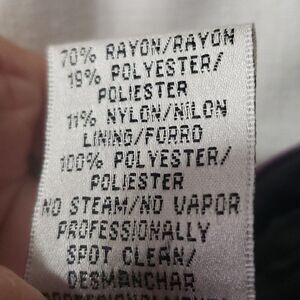 70% RAYON/RAYON
19% POLYESTER/
POLIESTER
11% NYLON/NILON
LINING/FORRO
100% POLYESTER/
POLIESTER
NO STEAM/NO VAPOR
PROFESSIONALLY
SPOT CLEAN/
DESMANCHAR